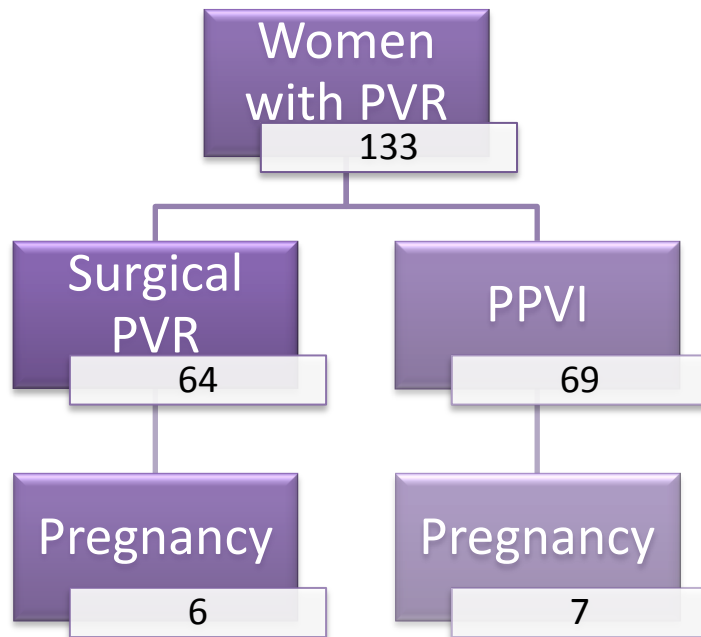 Women
with PVR
133
Surgical
PVR
64
PPVI
69
Pregnancy
6
Pregnancy
7